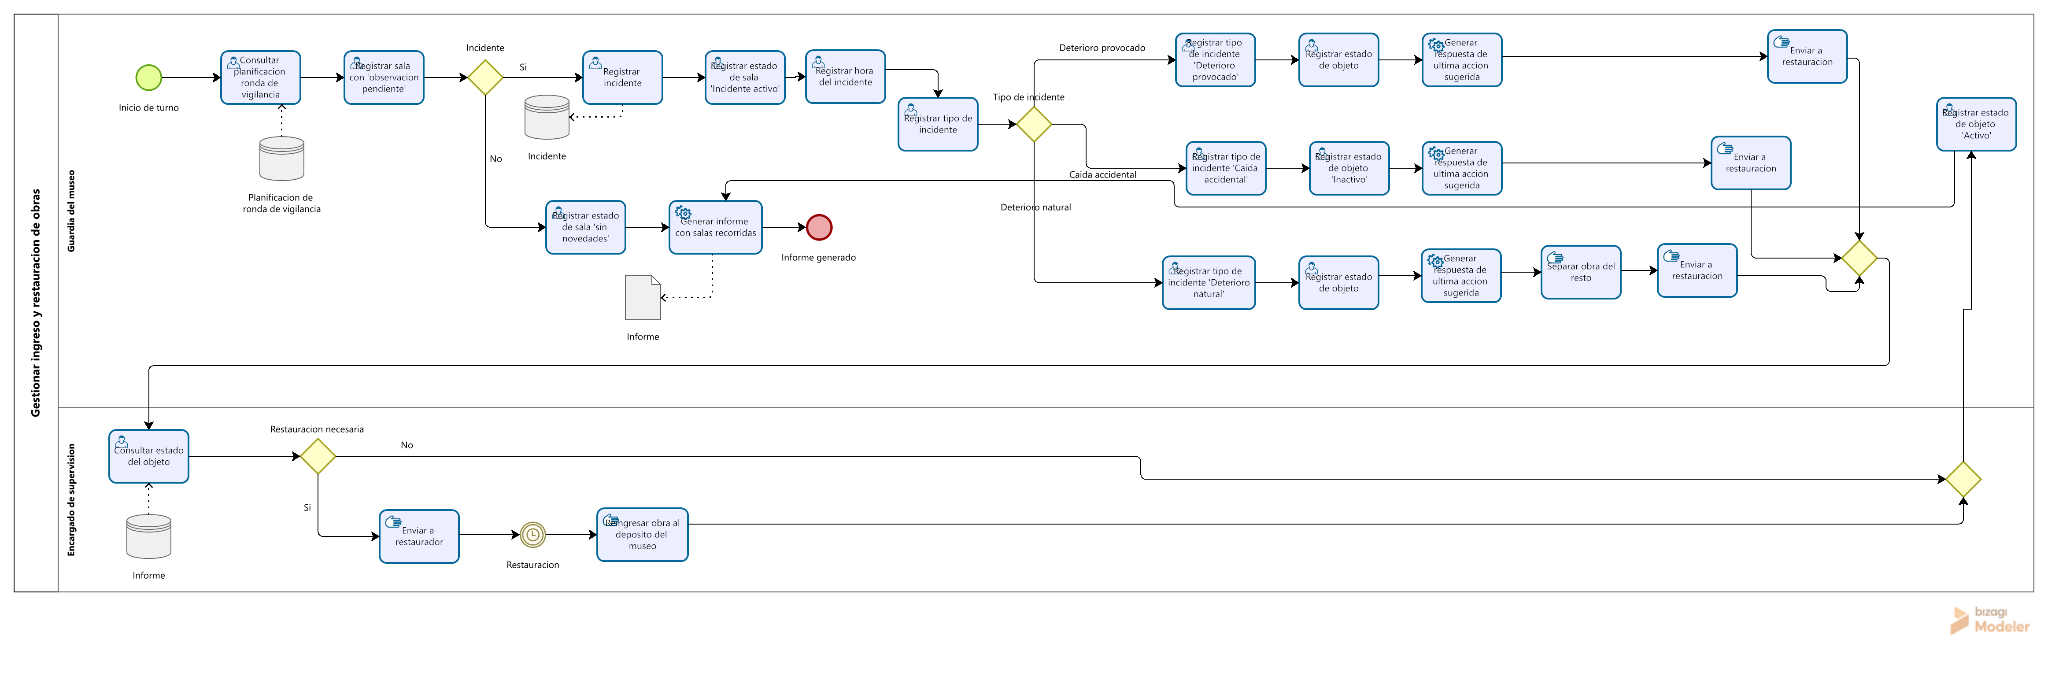 Gestionar ingreso y restauracion de obras
Guardia del museo
Inicio de turno
Consultar
planificacion
ronda de
vigilancia
Planificacion de
ronda de vigilancia
Registrar sala
con 'observacion
pendiente'
Incidente
Si
No
Registrar
incidente
Incidente
Registrar estado
de sala
'Incidente activo'
Registrar hora
del incidente
Registrar tipo de
incidente
Tipo de incidente
Deterioro provocado
Caida accidental
Deterioro natural
Registrar tipo
de incidente
'Deterioro
provocado'
Registrar estado
de objeto
Generar
respuesta de
ultima accion
sugerida
Enviar a
restauracion
Registrar tipo de
incidente 'Caida
accidental'
Registrar estado
de objeto
'Inactivo'
Generar
respuesta de
ultima accion
sugerida
Enviar a
restauracion
Registrar tipo de
incidente 'Deterioro
natural'
Registrar estado
de objeto
Generar
respuesta de
ultima accion
sugerida
Separar obra del
resto
Enviar a
restauracion
Registrar estado
de objeto
'Activo'
Registrar estado
de sala 'sin
novedades'
Generar informe
con salas recorridas
Informe generado
Informe
Encargado de supervision
Consultar estado
del objeto
Informe
Restauracion necesaria
No
Si
Enviar a
restaurador
Restauracion
Reingresar obra al
deposito del
museo
bizagi
Modeler